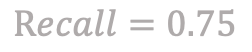 Recall = 0.75